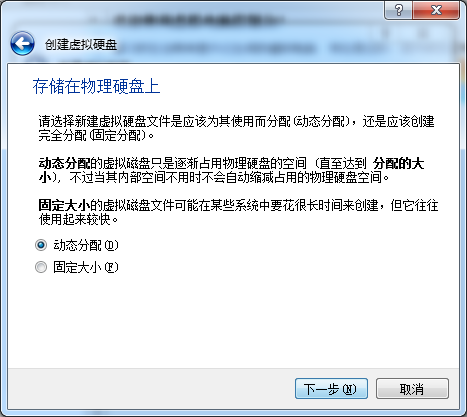 创建虚拟硬盘
存储在物理硬盘上
请选择新建虚拟硬盘文件是应该为其使用而分配(动态分配)，还是应该创建
完全分配(固定分配)。
动态分配的虚拟磁盘只是逐渐占用物理硬盘的空间（直至达到 分配的大
小），不过当其内部空间不用时不会自动缩减占用的物理硬盘空间。
固定大小的虚拟磁盘文件可能在某些系统中要花很长时间来创建，但它往往
使用起来较快。
动态分配(D)
固定大小(F)
下一步(N)
取消